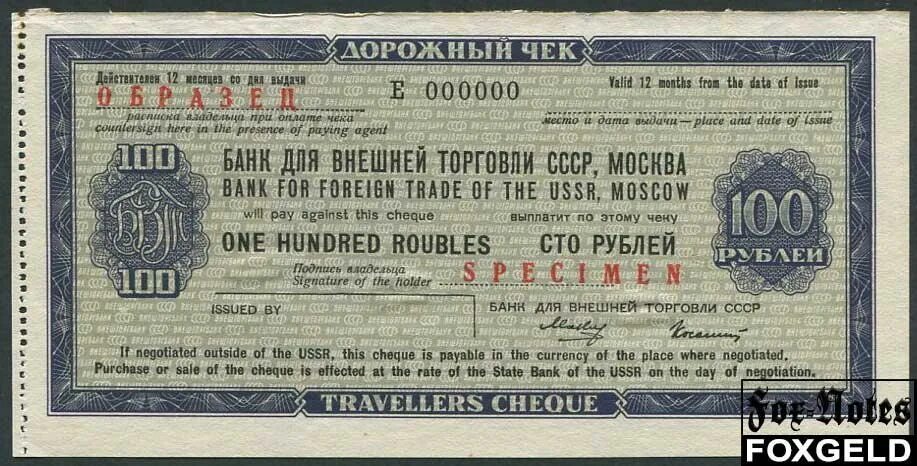 ДОРОЖНЫЙ ЧЕК
Действителен 12 месяцев со дня выдачи
Е 000000
Valid 12 months from the date of issue
ОБРАЗЕЦ
расписка владельца при оплате чека
countersign here in the presence of paying agent
место и дата выдачи — place and date of issue
100
БВТ
100
БАНК ДЛЯ ВНЕШНЕЙ ТОРГОВЛИ СССР, МОСКВА
BANK FOR FOREIGN TRADE OF THE USSR, MOSCOW
will pay against this cheque выплатит по этому чеку
ONE HUNDRED ROUBLES СТО РУБЛЕЙ
100
РУБЛЕЙ
Подпись владельца
Signature of the holder
SPECIMEN
ISSUED BY
БАНК ДЛЯ ВНЕШНЕЙ ТОРГОВЛИ СССР
If negotiated outside of the USSR, this cheque is payable in the currency of the place where negotiated.
Purchase or sale of the cheque is effected at the rate of the State Bank of the USSR on the day of negotiation.
TRAVELLERS CHEQUE
Fox-Notes
FOXGELD